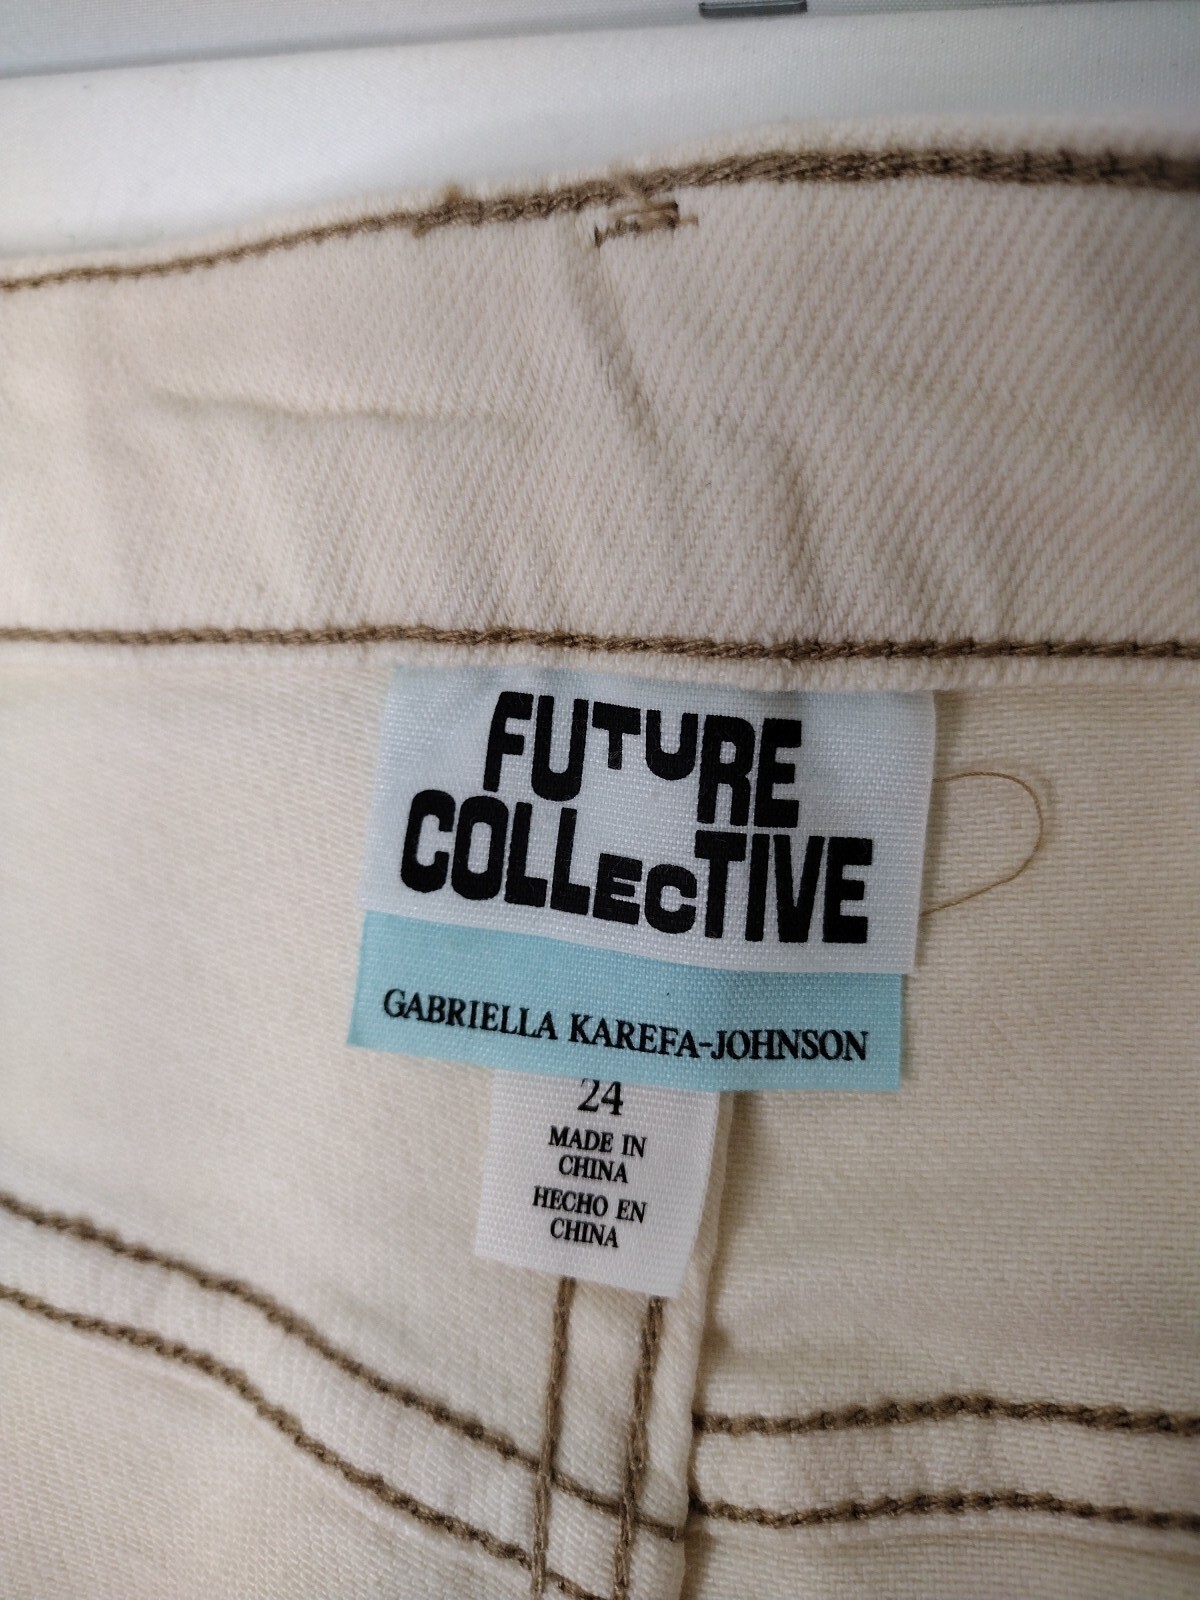 FUTURE
COLLECTIVE
GABRIELLA KAREFA-JOHNSON
24
MADE IN
CHINA
HECHO EN
CHINA